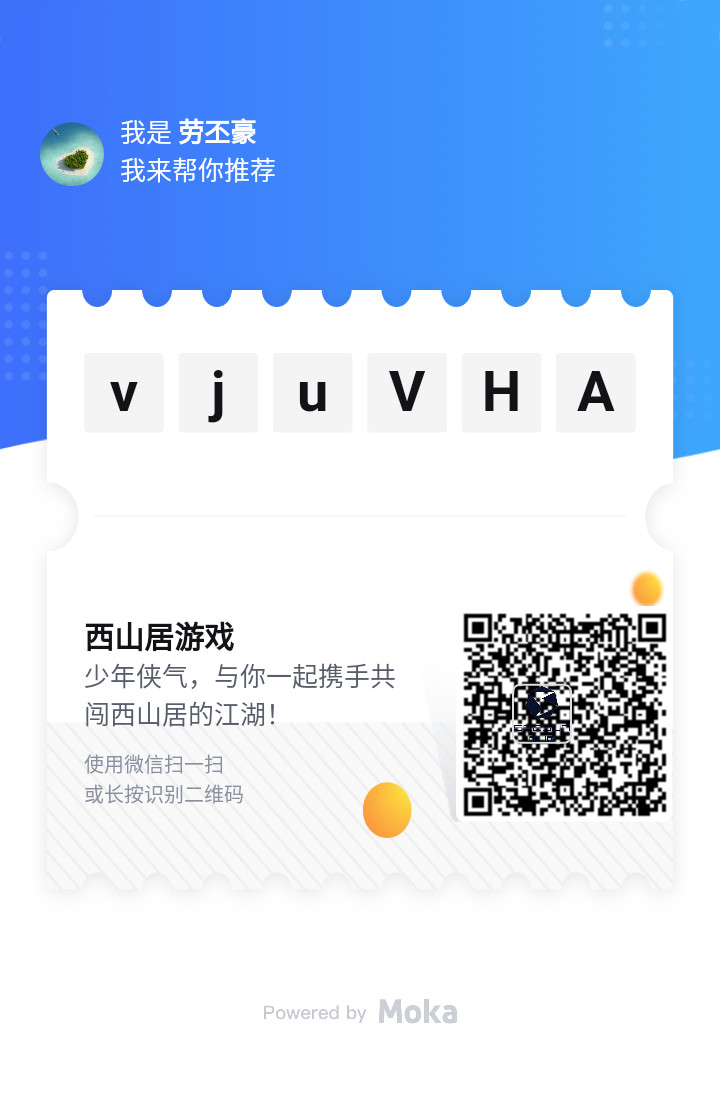 我是 劳丕豪
我来帮你推荐
v j u V H A
西山居游戏
少年侠气，与你一起携手共
闯西山居的江湖！
使用微信扫一扫
或长按识别二维码
Powered by Moka